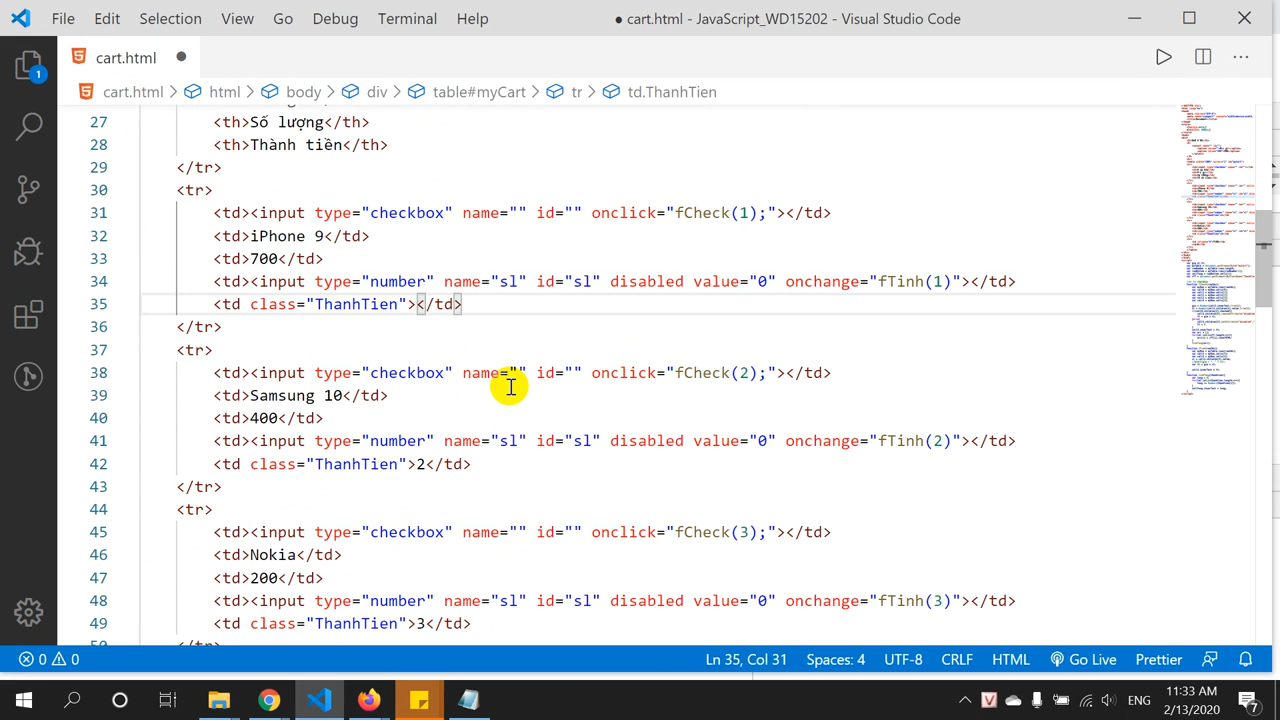 File Edit Selection View Go Debug Terminal Help ● cart.html - JavaScript_WD15202 - Visual Studio Code
cart.html
cart.html > html > body > div > table#myCart > tr > td.ThanhTien
27 <th>Số lượng</th>
28 <th>Thành tiền</th>
29 </tr>
30 <tr>
31 <td><input type="checkbox" name="" id="" onclick="fCheck(1);"></td>
32 <td>iPhone 9</td>
33 <td>700</td>
34 <td><input type="number" name="sl" id="sl" disabled value="0" onchange="fTinh(1)"></td>
35 <td class="ThanhTien"></td>
36 </tr>
37 <tr>
38 <td><input type="checkbox" name="" id="" onclick="fCheck(2);"></td>
39 <td>Samsung 10</td>
40 <td>400</td>
41 <td><input type="number" name="sl" id="sl" disabled value="0" onchange="fTinh(2)"></td>
42 <td class="ThanhTien">2</td>
43 </tr>
44 <tr>
45 <td><input type="checkbox" name="" id="" onclick="fCheck(3);"></td>
46 <td>Nokia</td>
47 <td>200</td>
48 <td><input type="number" name="sl" id="sl" disabled value="0" onchange="fTinh(3)"></td>
49 <td class="ThanhTien">3</td>
50 </tr>
1
0 0 Ln 35, Col 31 Spaces: 4 UTF-8 CRLF HTML Go Live Prettier
ENG 11:33 AM
2/13/2020
7